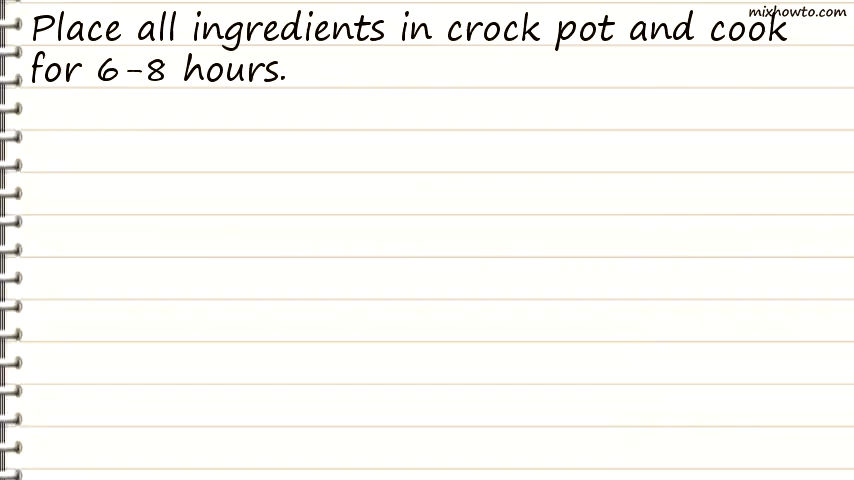 mixhowto.com
Place all ingredients in crock pot and cook
for 6-8 hours.